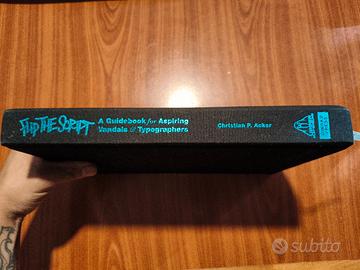 FLIP THE SCRIPT
A Guidebook for Aspiring
Vandals & Typographers
Christian P. Acker
subito